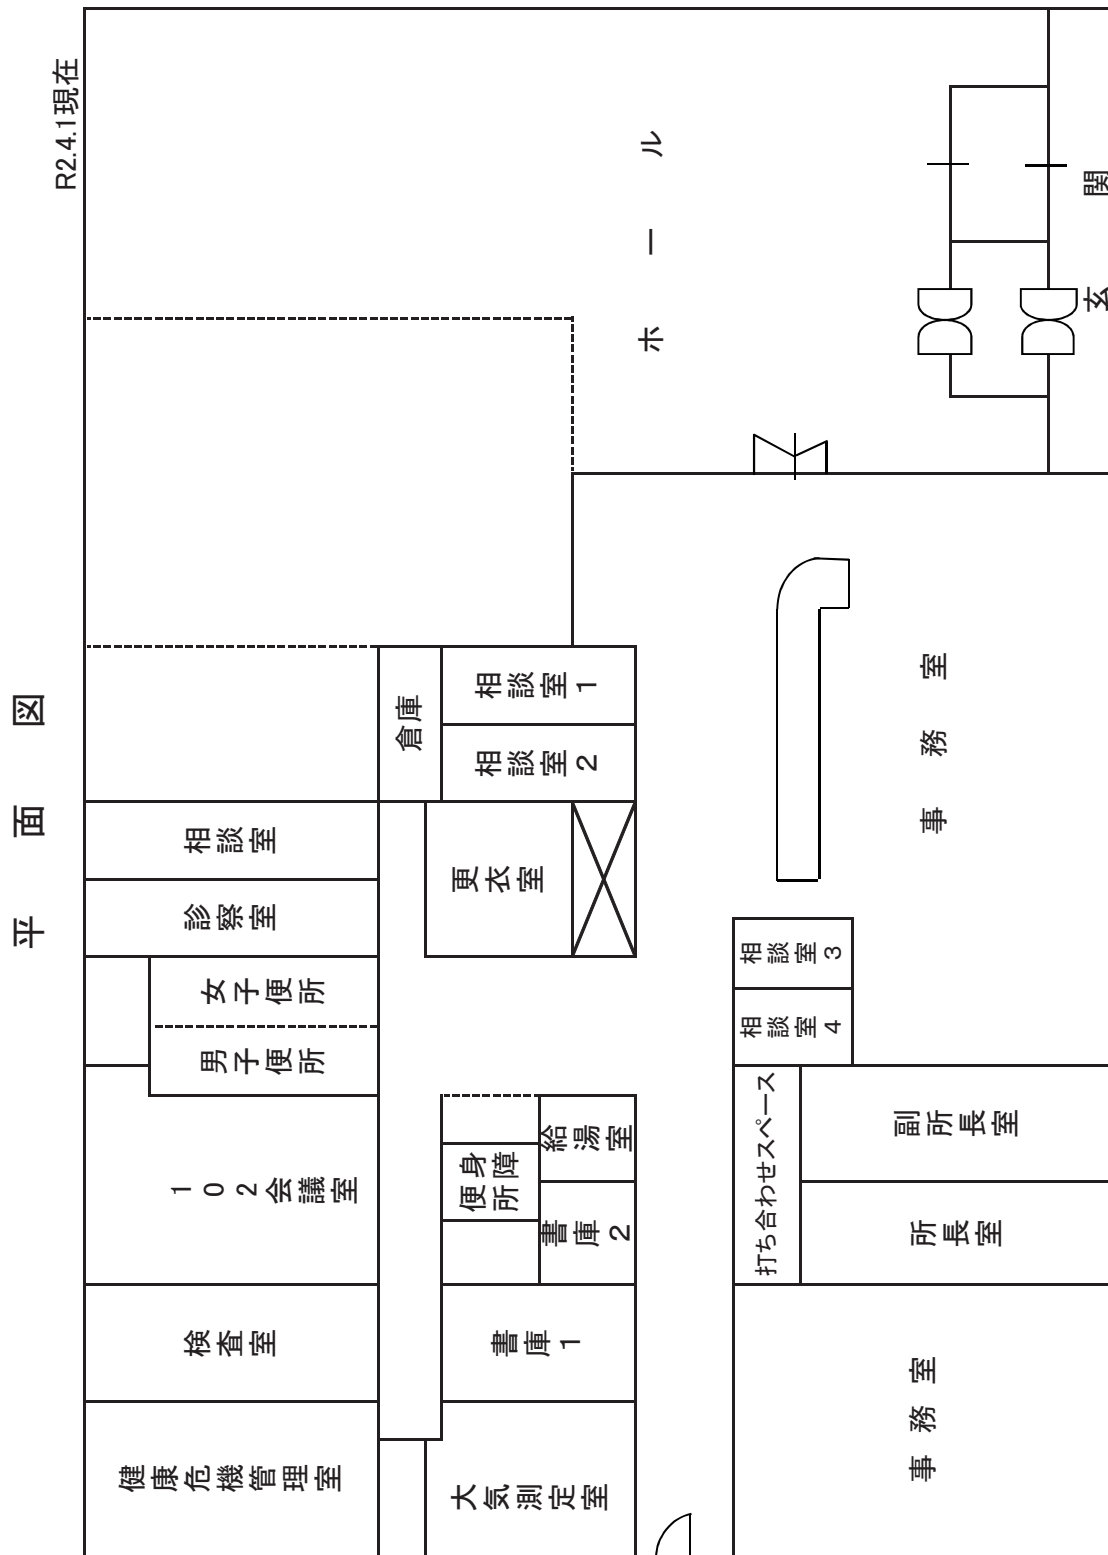 平面図
R2.4.1現在
健康危機管理室
検査室
102会議室
男子便所
女子便所
診察室
相談室
大気測定室
書庫1
身障
便所
書庫2
給湯室
更衣室
倉庫
相談室2
相談室1
ホール
事務室
打ち合わせスペース
所長室
副所長室
相談室4
相談室3
事務室
玄関